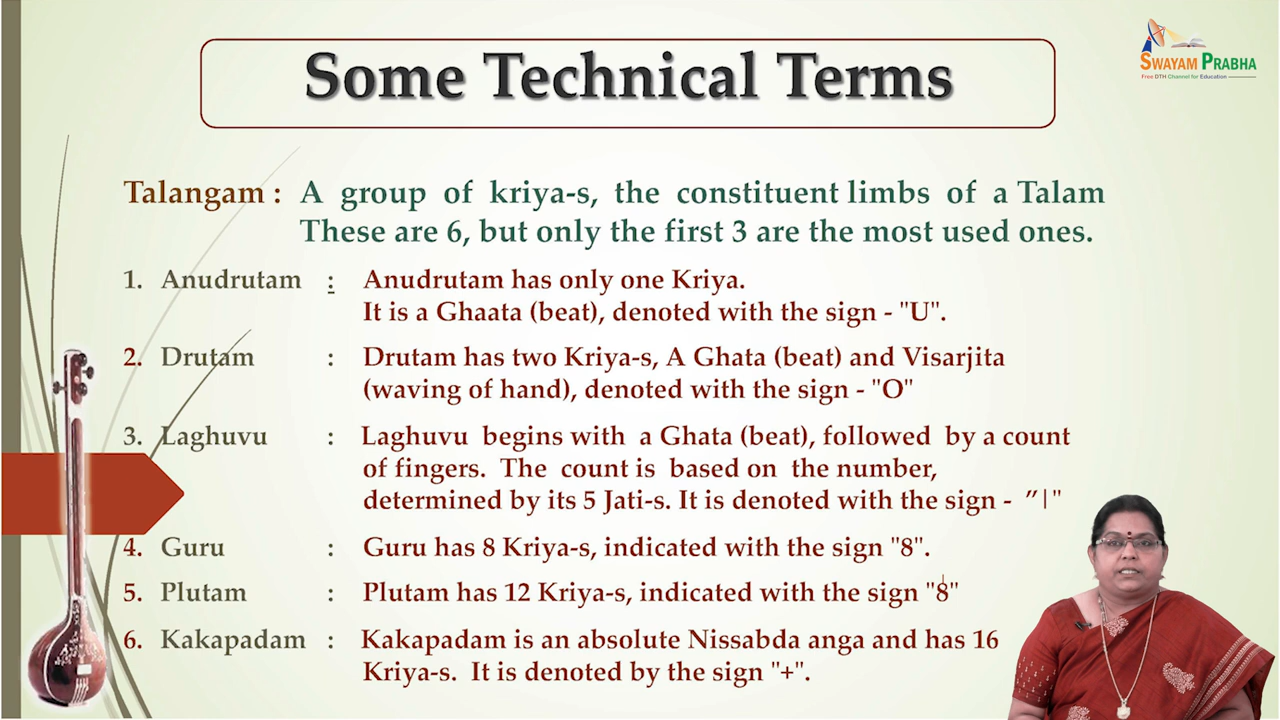 Some Technical Terms
SWAYAM PRABHA
Free DTH Channel for Education
Talangam : A group of kriya-s, the constituent limbs of a Talam
These are 6, but only the first 3 are the most used ones.
1. Anudrutam : Anudrutam has only one Kriya.
It is a Ghaata (beat), denoted with the sign - "U".
2. Drutam : Drutam has two Kriya-s, A Ghata (beat) and Visarjita
(waving of hand), denoted with the sign - "O"
3. Laghuvu : Laghuvu begins with a Ghata (beat), followed by a count
of fingers. The count is based on the number,
determined by its 5 Jati-s. It is denoted with the sign - ”|"
4. Guru : Guru has 8 Kriya-s, indicated with the sign "8".
5. Plutam : Plutam has 12 Kriya-s, indicated with the sign "8"
6. Kakapadam : Kakapadam is an absolute Nissabda anga and has 16
Kriya-s. It is denoted by the sign "+".